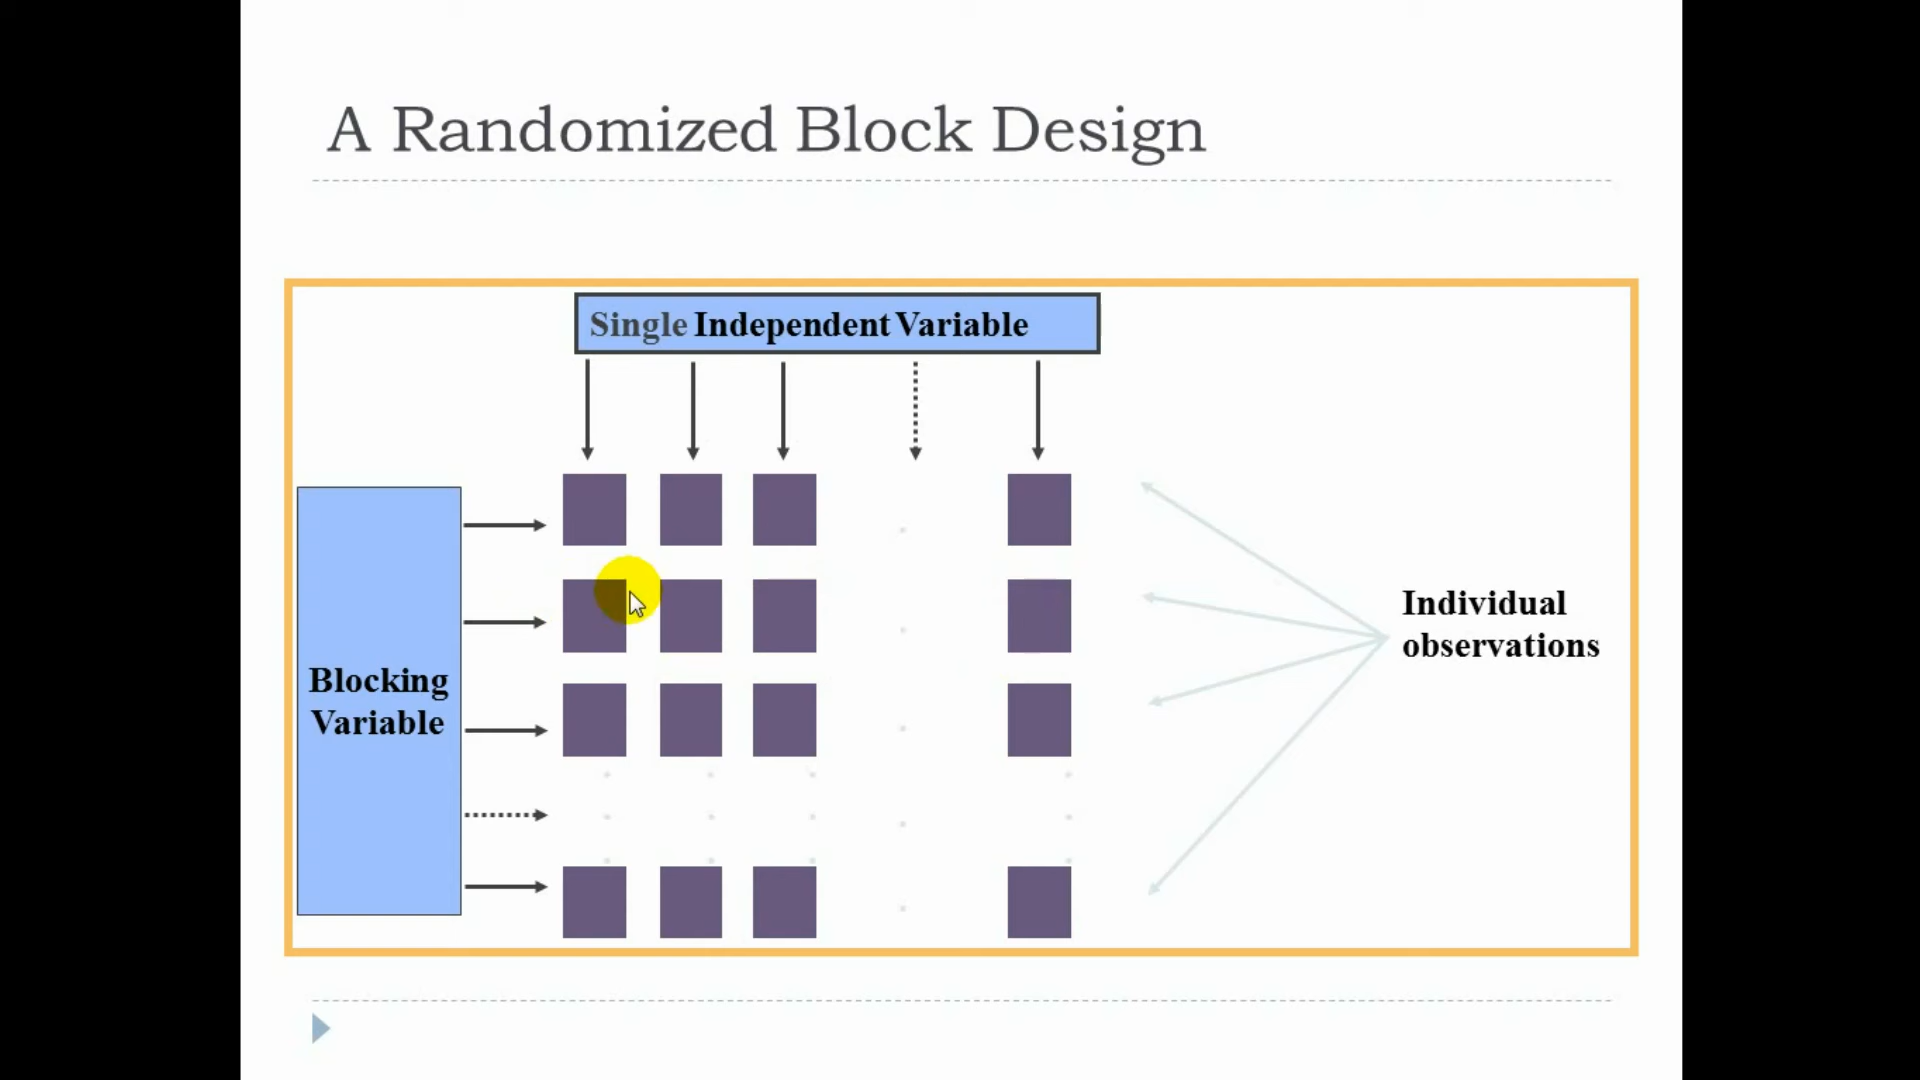 A Randomized Block Design
Single Independent Variable
Blocking
Variable
Individual
observations